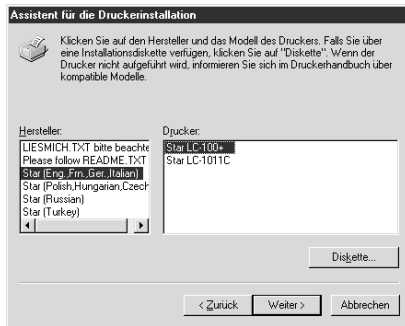 Assistent für die Druckerinstallation
Klicken Sie auf den Hersteller und das Modell des Druckers. Falls Sie über
eine Installationsdiskette verfügen, klicken Sie auf "Diskette". Wenn der
Drucker nicht aufgeführt wird, informieren Sie sich im Druckerhandbuch über
kompatible Modelle.
Hersteller:
LIESMICH.TXT bitte beachte
Please follow README.TXT
Star (Eng.,Frn.,Ger.,Italian)
Star (Polish,Hungarian,Czech
Star (Russian)
Star (Turkey)
Drucker:
Star LC-100+
Star LC-1011C
Diskette...
< Zurück
Weiter >
Abbrechen